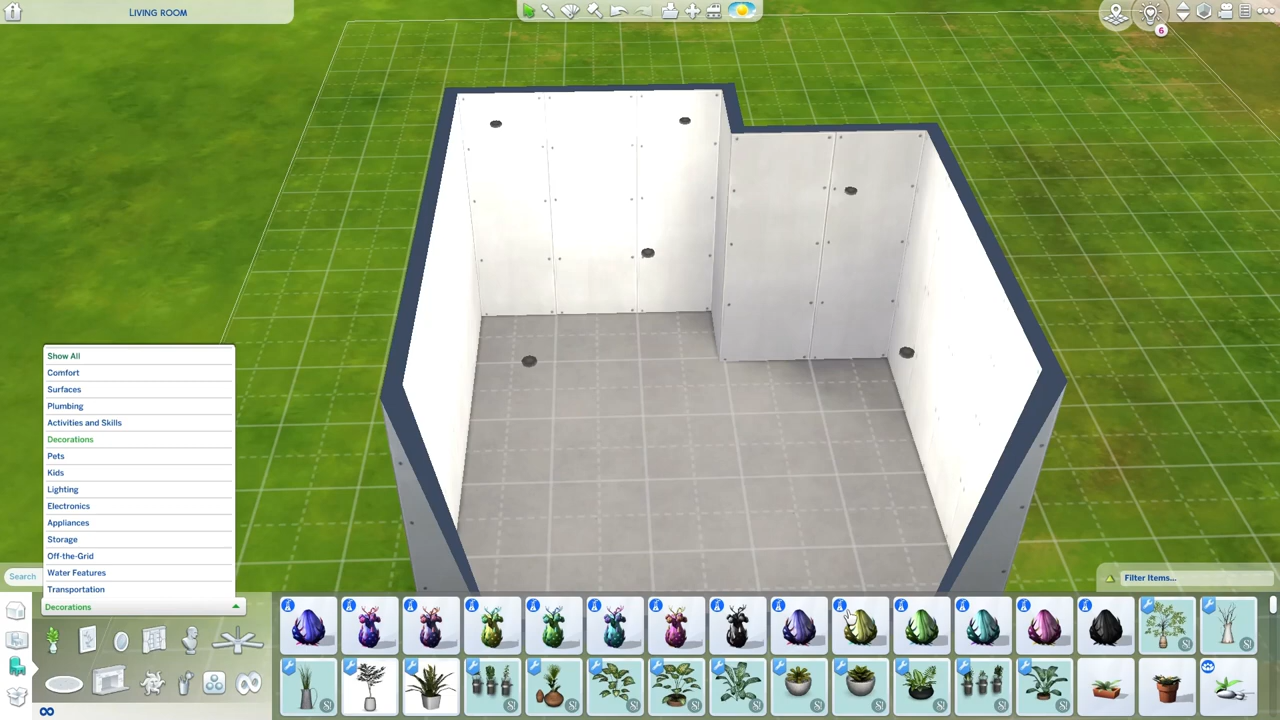 LIVING ROOM
6
Show All
Comfort
Surfaces
Plumbing
Activities and Skills
Decorations
Pets
Kids
Lighting
Electronics
Appliances
Storage
Off-the-Grid
Water Features
Transportation
Search
Filter Items...
Decorations